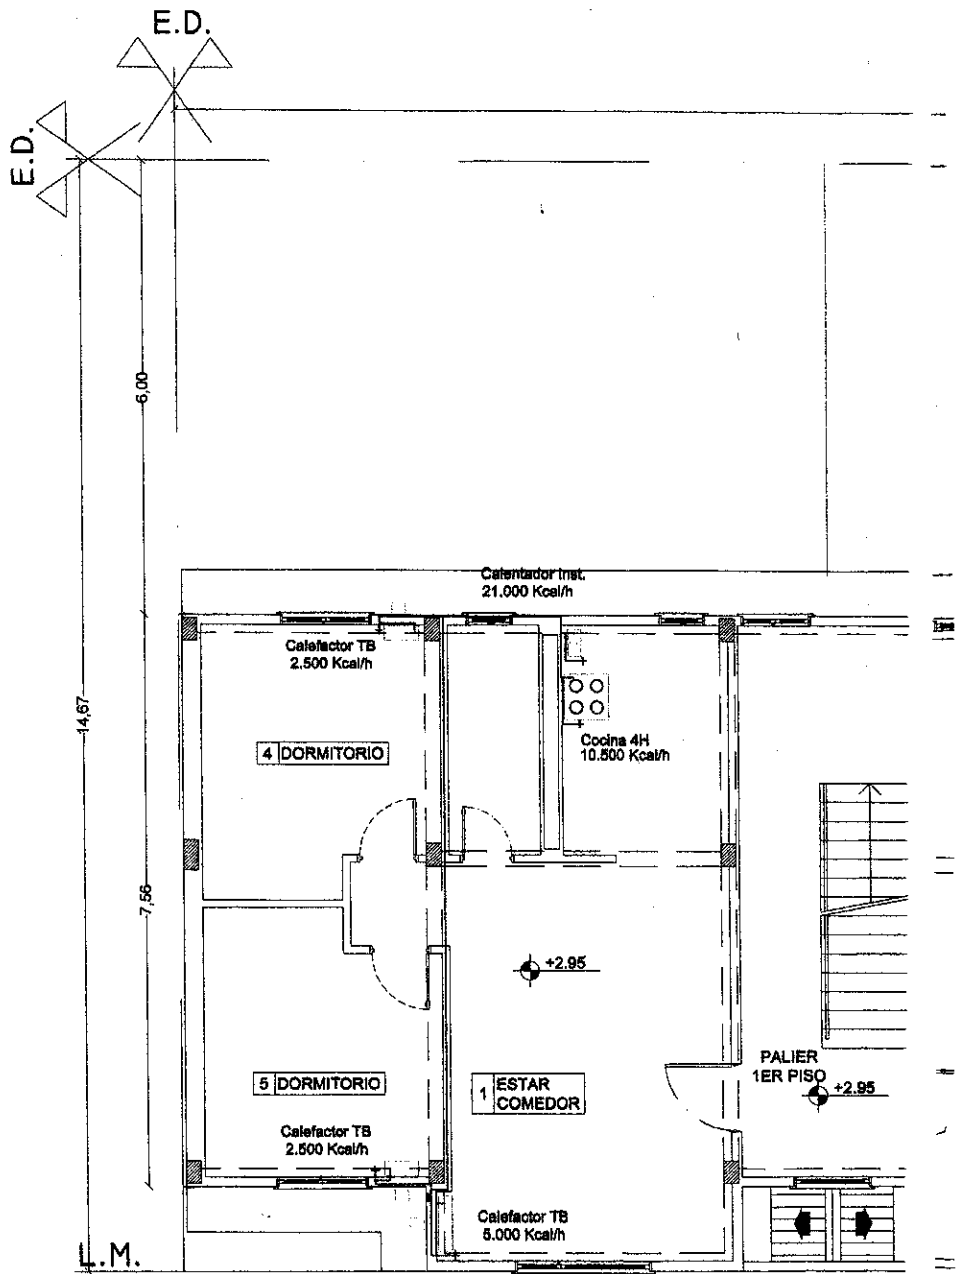 E.D.
E.D.
6,00
Calentador Inst.
21.000 Kcal/h
Calefactor TB
2.500 Kcal/h
14,67
4 DORMITORIO
Cocina 4H
10.500 Kcal/h
7,56
+2.95
PALIER
1ER PISO
+2.95
5 DORMITORIO
1 ESTAR
COMEDOR
Calefactor TB
2.500 Kcal/h
Calefactor TB
5.000 Kcal/h
L.M.